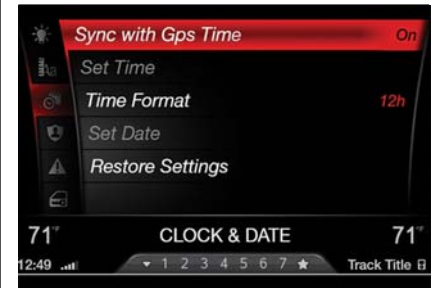 Sync with Gps Time On
Set Time
Time Format 12h
Set Date
Restore Settings
71° CLOCK & DATE 71°
12:49 1 2 3 4 5 6 7 Track Title